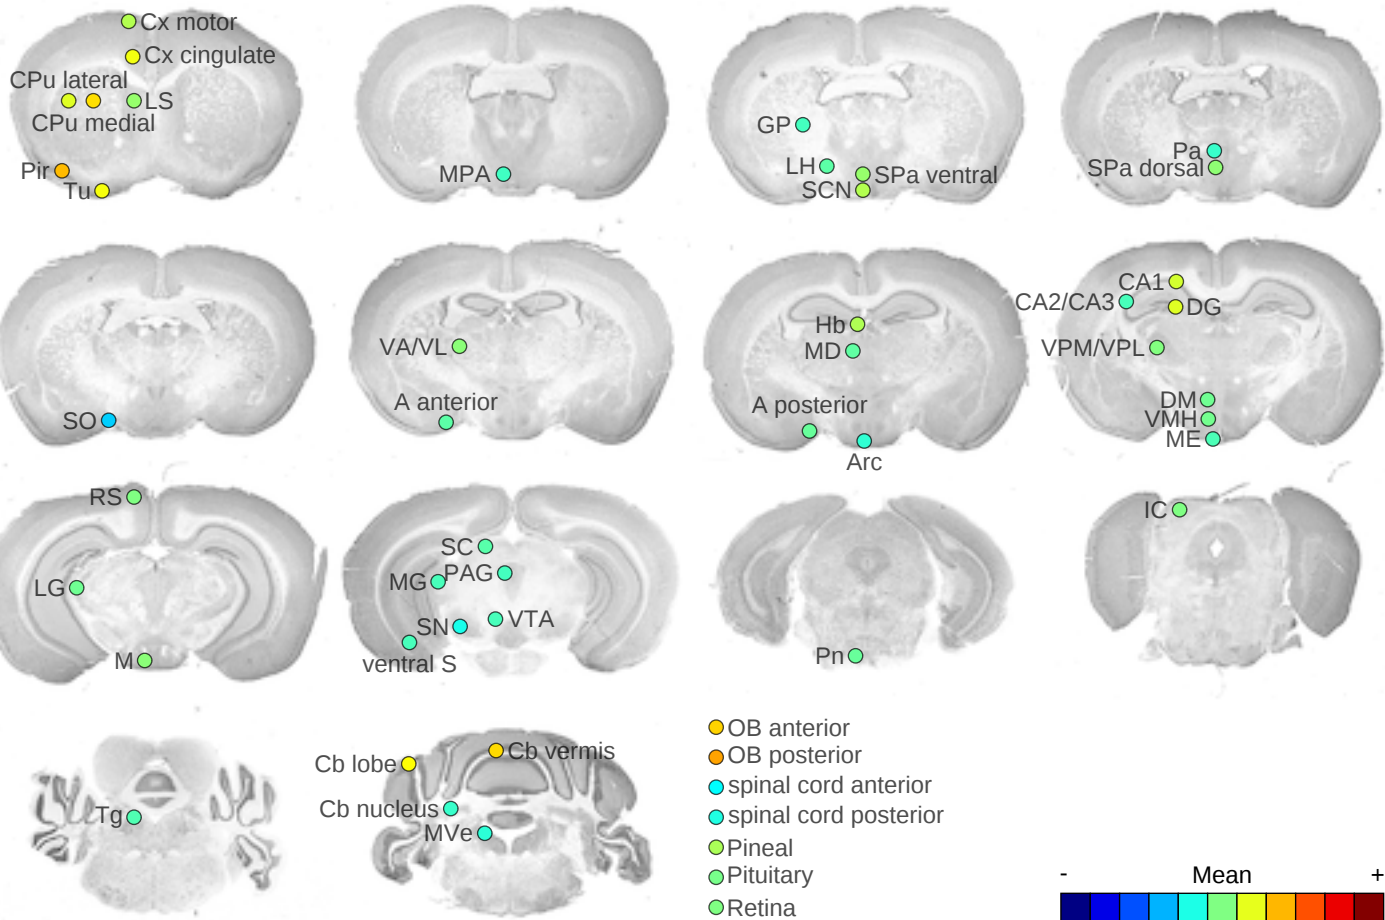 Cx motor
Cx cingulate
CPu lateral
LS
CPu medial
Pir
Tu
MPA
GP
LH
SPa ventral
SCN
Pa
SPa dorsal
SO
VA/VL
A anterior
Hb
MD
A posterior
Arc
CA1
CA2/CA3
DG
VPM/VPL
DM
VMH
ME
RS
LG
M
SC
PAG
MG
VTA
SN
ventral S
Pn
IC
Tg
Cb lobe
Cb vermis
Cb nucleus
MVe
OB anterior
OB posterior
spinal cord anterior
spinal cord posterior
Pineal
Pituitary
Retina
- Mean +